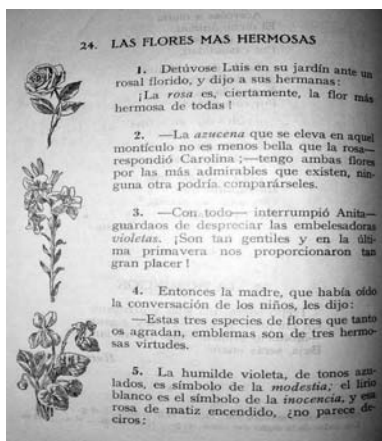 24. LAS FLORES MAS HERMOSAS
1. Detúvose Luis en su jardín ante un
rosal florido, y dijo a sus hermanas:
¡La rosa es, ciertamente, la flor más
hermosa de todas!
2. —La azucena que se eleva en aquel
montículo no es menos bella que la rosa—
respondió Carolina;—tengo ambas flores
por las más admirables que existen, nin-
guna otra podría comparárseles.
3. —Con todo— interrumpió Anita—
guardaos de despreciar las embelesadoras
violetas. ¡Son tan gentiles y en la últi-
ma primavera nos proporcionaron tan
gran placer!
4. Entonces la madre, que había oído
la conversación de los niños, les dijo:
—Estas tres especies de flores que tanto
os agradan, emblemas son de tres hermo-
sas virtudes.
5. La humilde violeta, de tonos azu-
lados, es símbolo de la modestia; el lirio
blanco es el símbolo de la inocencia, y esa
rosa de matiz encendido, ¿no parece de-
ciros: